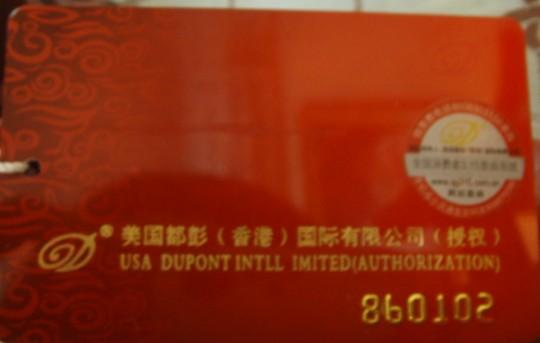 ® 美国都彭（香港）国际有限公司（授权）
USA DUPONT INTLL IMITED(AUTHORIZATION)
860102